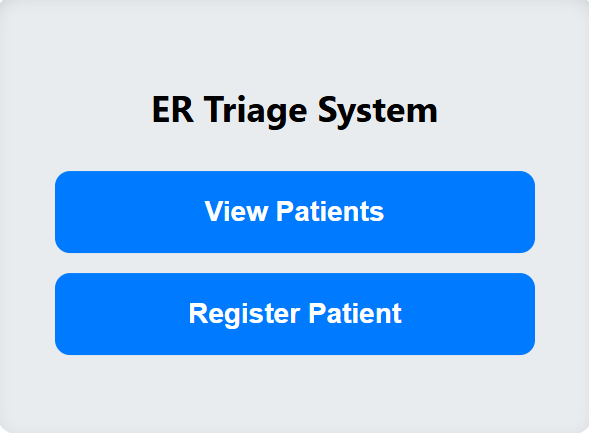 ER Triage System
View Patients
Register Patient